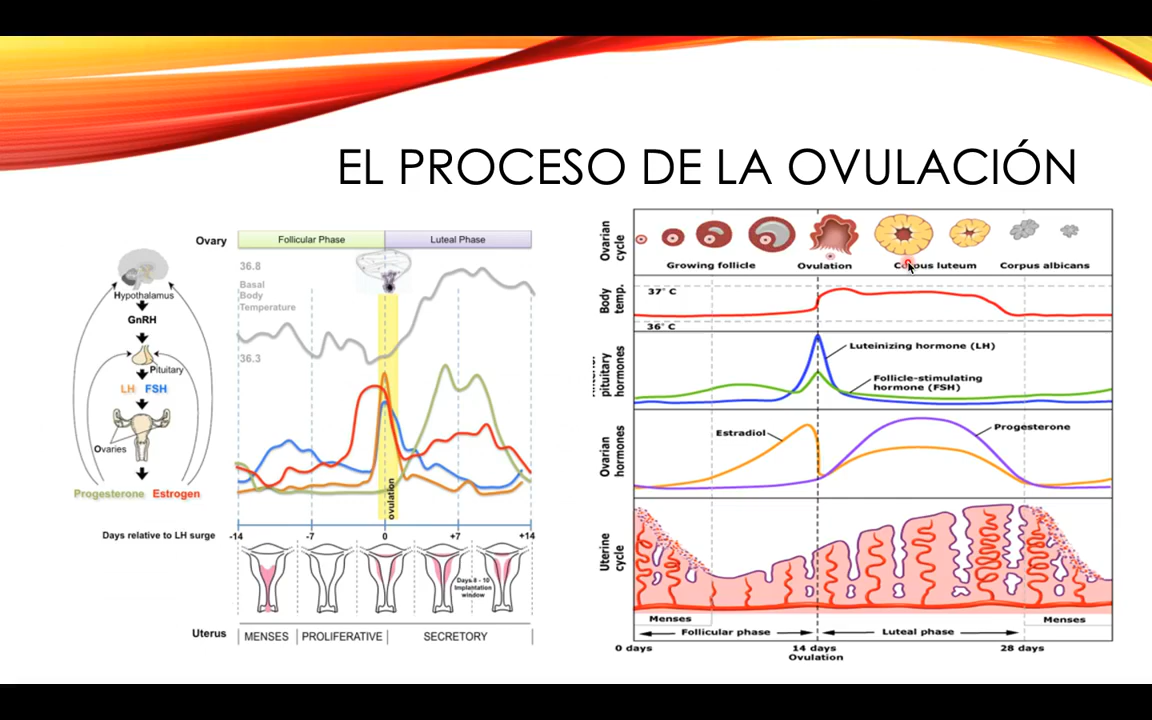 EL PROCESO DE LA OVULACIÓN
Ovary
Follicular Phase
Luteal Phase
36.8
Basal
Body
Temperature
36.3
Hypothalamus
GnRH
Pituitary
LH FSH
Ovaries
Progesterone Estrogen
ovulation
Days relative to LH surge
-14
-7
0
+7
+14
Days 8 - 10
Implantation
window
Uterus
MENSES
PROLIFERATIVE
SECRETORY
Ovarian
cycle
Growing follicle
Ovulation
luteum
Corpus albicans
Body
temp.
37° C
36° C
pituitary
hormones
Luteinizing hormone (LH)
Follicle-stimulating
hormone (FSH)
Ovarian
hormones
Estradiol
Progesterone
Uterine
cycle
Menses
Menses
Follicular phase
Luteal phase
0 days
14 days
Ovulation
28 days